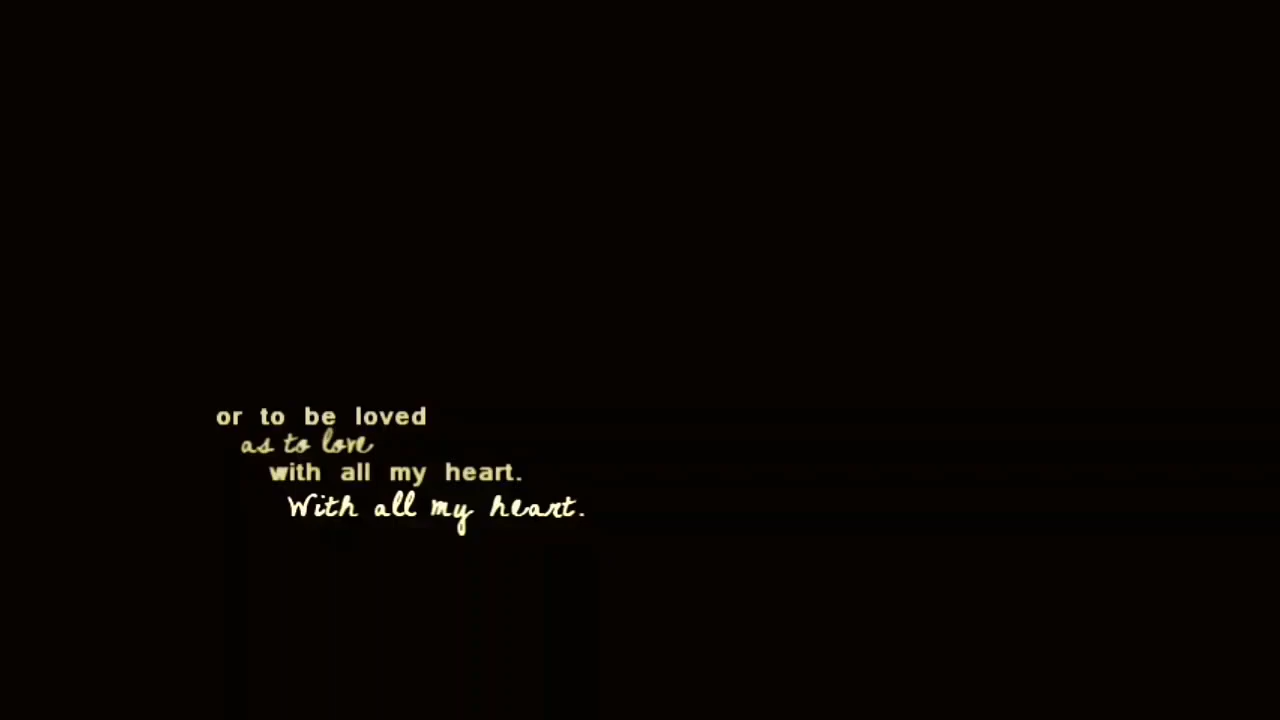 or to be loved
as to love
with all my heart.
With all my heart.